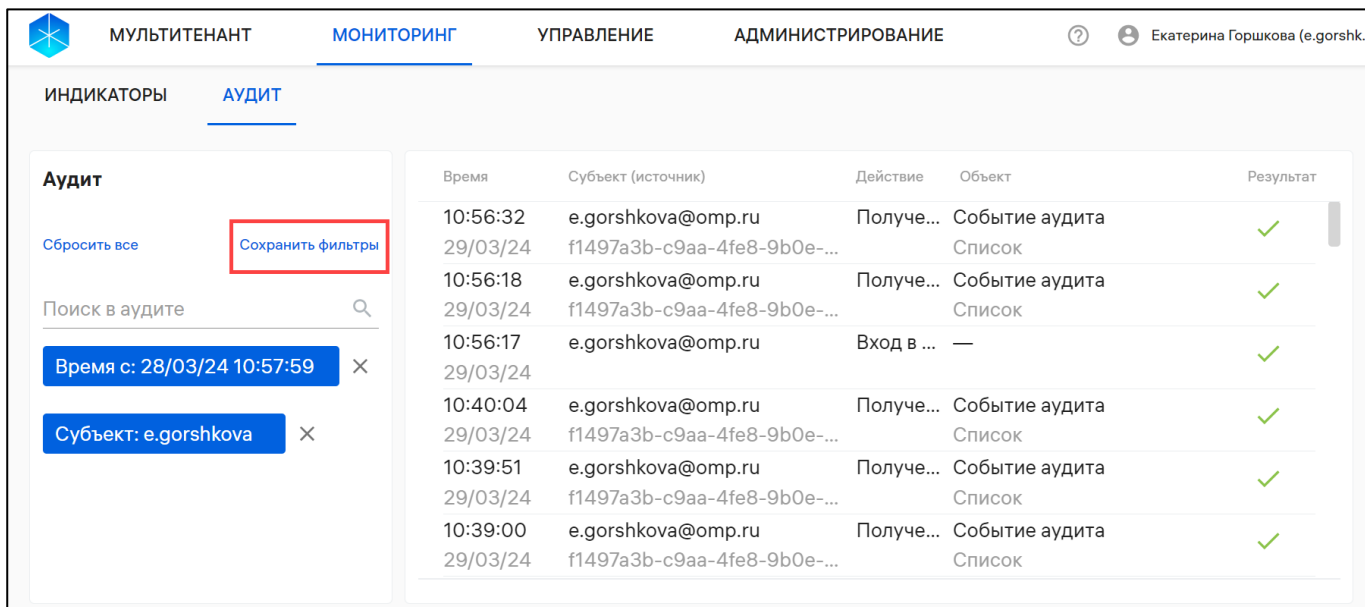 МУЛЬТИТЕНАНТ МОНИТОРИНГ УПРАВЛЕНИЕ АДМИНИСТРИРОВАНИЕ ? Екатерина Горшкова (e.gorshk.
ИНДИКАТОРЫ АУДИТ
Аудит
Сбросить все Сохранить фильтры
Поиск в аудите
Время с: 28/03/24 10:57:59
Субъект: e.gorshkova
Время Субъект (источник) Действие Объект Результат
10:56:32 e.gorshkova@omp.ru Получе... Событие аудита
29/03/24 f1497a3b-c9aa-4fe8-9b0e-... Список
10:56:18 e.gorshkova@omp.ru Получе... Событие аудита
29/03/24 f1497a3b-c9aa-4fe8-9b0e-... Список
10:56:17 e.gorshkova@omp.ru Вход в ... —
29/03/24
10:40:04 e.gorshkova@omp.ru Получе... Событие аудита
29/03/24 f1497a3b-c9aa-4fe8-9b0e-... Список
10:39:51 e.gorshkova@omp.ru Получе... Событие аудита
29/03/24 f1497a3b-c9aa-4fe8-9b0e-... Список
10:39:00 e.gorshkova@omp.ru Получе... Событие аудита
29/03/24 f1497a3b-c9aa-4fe8-9b0e-... Список